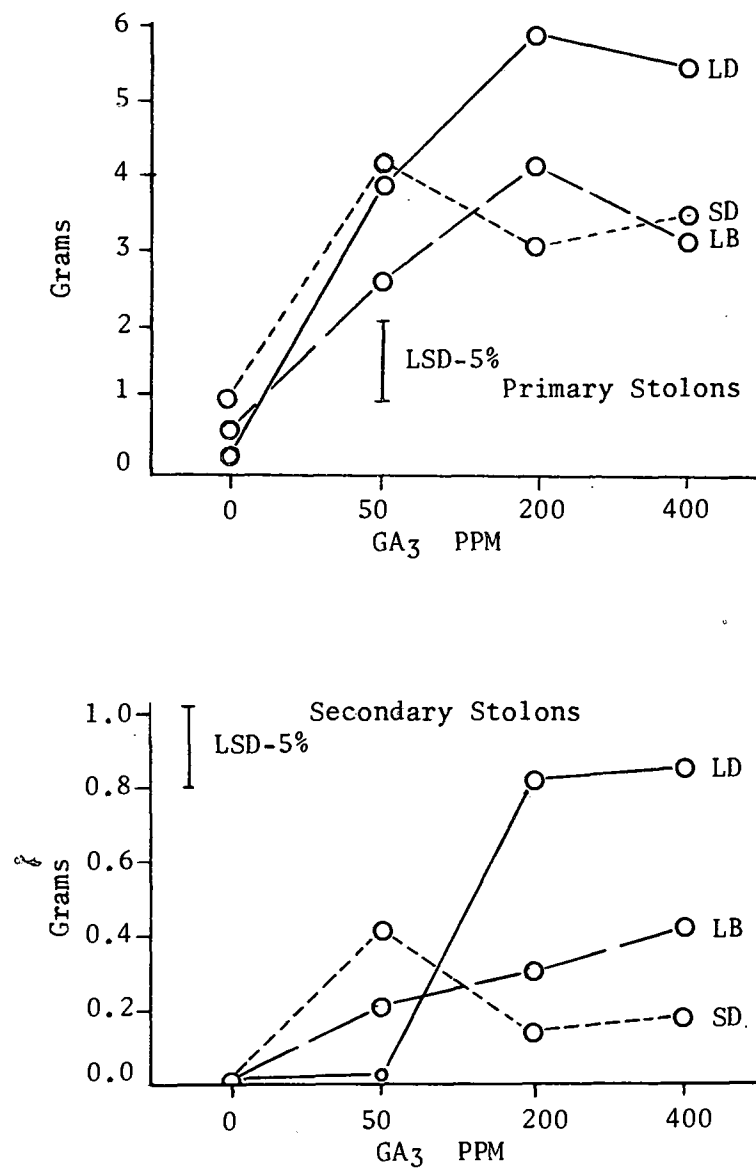 6
5
4
3
2
1
0
Grams
LD
SD
LB
LSD-5%
Primary Stolons
0 50 200 400
GA3 PPM
Secondary Stolons
1.0
0.8
0.6
0.4
0.2
0.0
Grams
LSD-5%
LD
LB
SD.
0 50 200 400
GA3 PPM